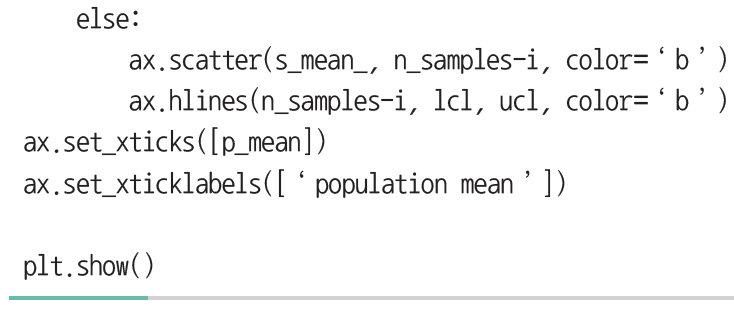 else:
ax.scatter(s_mean_, n_samples-i, color=‘b’)
ax.hlines(n_samples-i, lcl, ucl, color=‘b’)
ax.set_xticks([p_mean])
ax.set_xticklabels([‘population mean’])
plt.show()